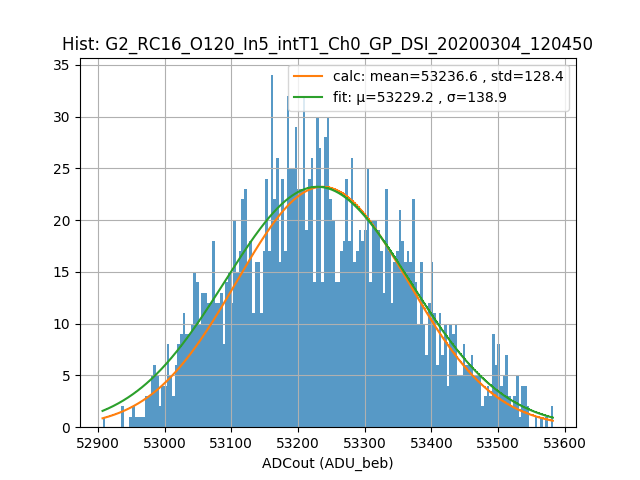 Hist: G2_RC16_O120_In5_intT1_Ch0_GP_DSI_20200304_120450
calc: mean=53236.6 , std=128.4
fit: μ=53229.2 , σ=138.9
35
30
25
20
15
10
5
0
52900 53000 53100 53200 53300 53400 53500 53600
ADCout (ADU_beb)